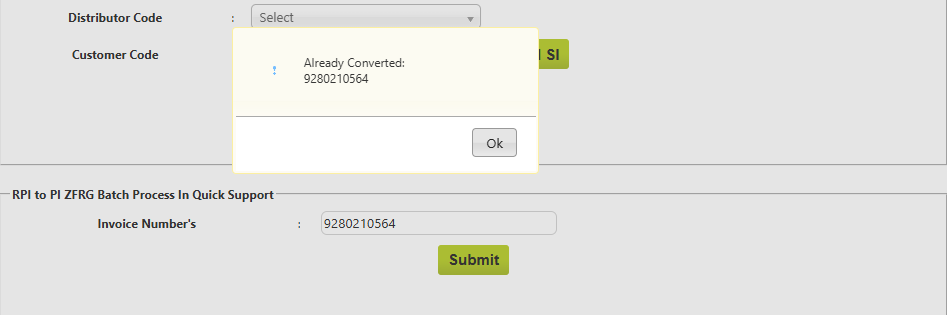 Distributor Code : Select
Customer Code SI
Already Converted:
9280210564
Ok
RPI to PI ZFRG Batch Process In Quick Support
Invoice Number's : 9280210564
Submit